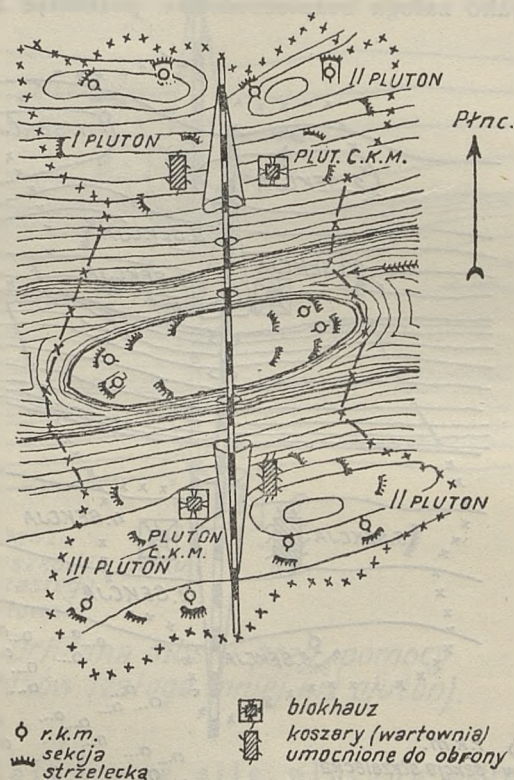 II PLUTON
Płnc.
I PLUTON
PLUT. C.K.M.
II PLUTON
PLUTON
C.K.M.
III PLUTON
r.k.m.
sekcja
strzelecka
blokhauz
koszary (wartownia)
umocnione do obrony